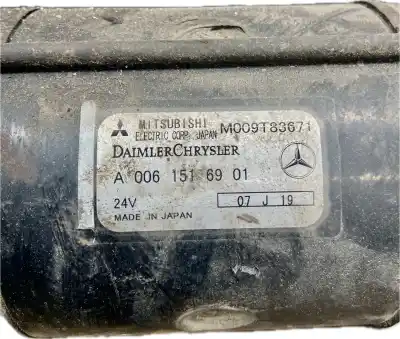 MITSUBISHI
ELECTRIC CORP. JAPAN M009T83671
DAIMLERCHRYSLER
A 006 151 69 01
24V 07 J 19
MADE IN JAPAN